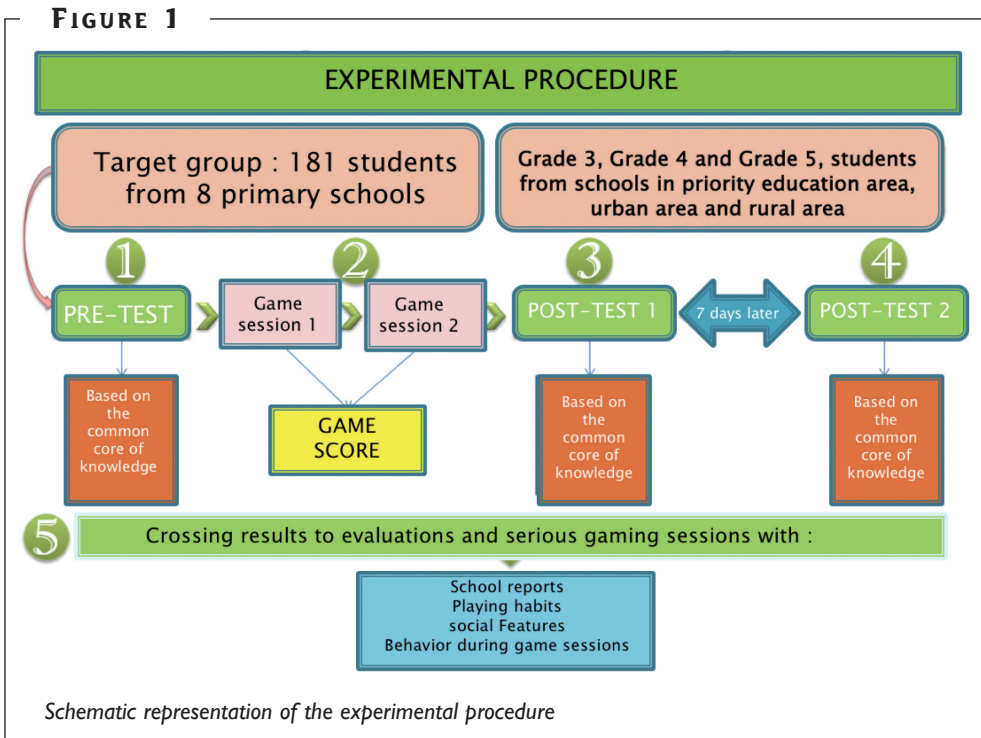 FIGURE 1
EXPERIMENTAL PROCEDURE
Target group : 181 students
from 8 primary schools
Grade 3, Grade 4 and Grade 5, students
from schools in priority education area,
urban area and rural area
1
2
3
4
PRE-TEST
Game
session 1
Game
session 2
POST-TEST 1
7 days later
POST-TEST 2
Based on
the
common
core of
knowledge
GAME
SCORE
Based on
the
common
core of
knowledge
Based on
the
common
core of
knowledge
5
Crossing results to evaluations and serious gaming sessions with :
School reports
Playing habits
social Features
Behavior during game sessions
Schematic representation of the experimental procedure